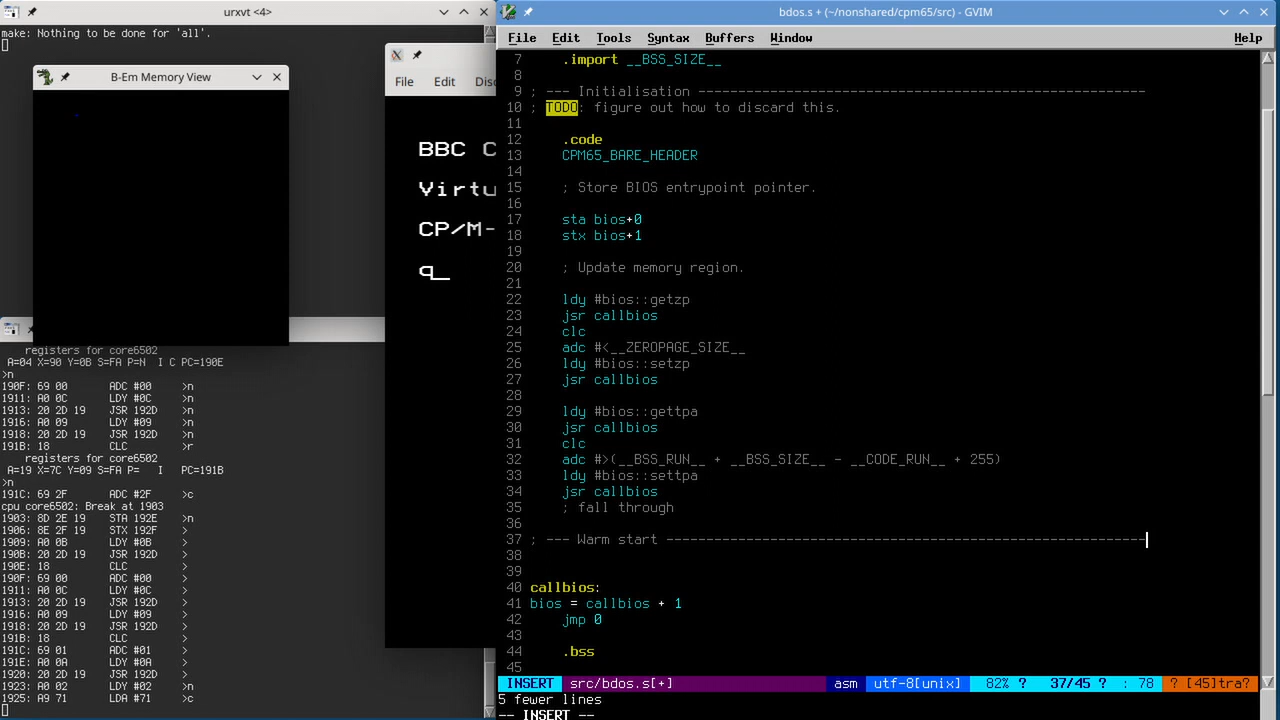 urxvt <4>
make: Nothing to be done for 'all'.
B-Em Memory View
File Edit Disc
BBC C
Virtu
CP/M-
q_
registers for core6502
A=04 X=90 Y=0B S=FA P=N   I C PC=190E
>n
190F: 69 00    ADC #00    >n
1911: A0 0C    LDY #0C    >n
1913: 20 2D 19 JSR 192D   >n
1916: A0 09    LDY #09    >n
1918: 20 2D 19 JSR 192D   >n
191B: 18       CLC        >r
registers for core6502
A=19 X=7C Y=09 S=FA P=   I   PC=191B
>n
191C: 69 2F    ADC #2F    >c
cpu core6502: Break at 1903
1903: 8D 2E 19 STA 192E   >n
1906: 8E 2F 19 STX 192F   >
1909: A0 0B    LDY #0B    >
190B: 20 2D 19 JSR 192D   >
190E: 18       CLC        >
190F: 69 00    ADC #00    >
1911: A0 0C    LDY #0C    >
1913: 20 2D 19 JSR 192D   >
1916: A0 09    LDY #09    >
1918: 20 2D 19 JSR 192D   >
191B: 18       CLC        >
191C: 69 01    ADC #01    >
191E: A0 0A    LDY #0A    >
1920: 20 2D 19 JSR 192D   >
1923: A0 02    LDY #02    >n
1925: A9 71    LDA #71    >c
bdos.s + (~/nonshared/cpm65/src) - GVIM
File Edit Tools Syntax Buffers Window Help
7     .import __BSS_SIZE__
8
9 ; --- Initialisation --------------------------------------------------------
10 ; TODO: figure out how to discard this.
11
12     .code
13     CPM65_BARE_HEADER
14
15     ; Store BIOS entrypoint pointer.
16
17     sta bios+0
18     stx bios+1
19
20     ; Update memory region.
21
22     ldy #bios::getzp
23     jsr callbios
24     clc
25     adc #<__ZEROPAGE_SIZE__
26     ldy #bios::setzp
27     jsr callbios
28
29     ldy #bios::gettpa
30     jsr callbios
31     clc
32     adc #>(__BSS_RUN__ + __BSS_SIZE__ - __CODE_RUN__ + 255)
33     ldy #bios::settpa
34     jsr callbios
35     ; fall through
36
37 ; --- Warm start ------------------------------------------------------------
38
39
40 callbios:
41 bios = callbios + 1
42     jmp 0
43
44     .bss
45
INSERT src/bdos.s[+] asm utf-8[unix] 82% ? 37/45 ? : 78 ? [45]tra?
5 fewer lines
-- INSERT --